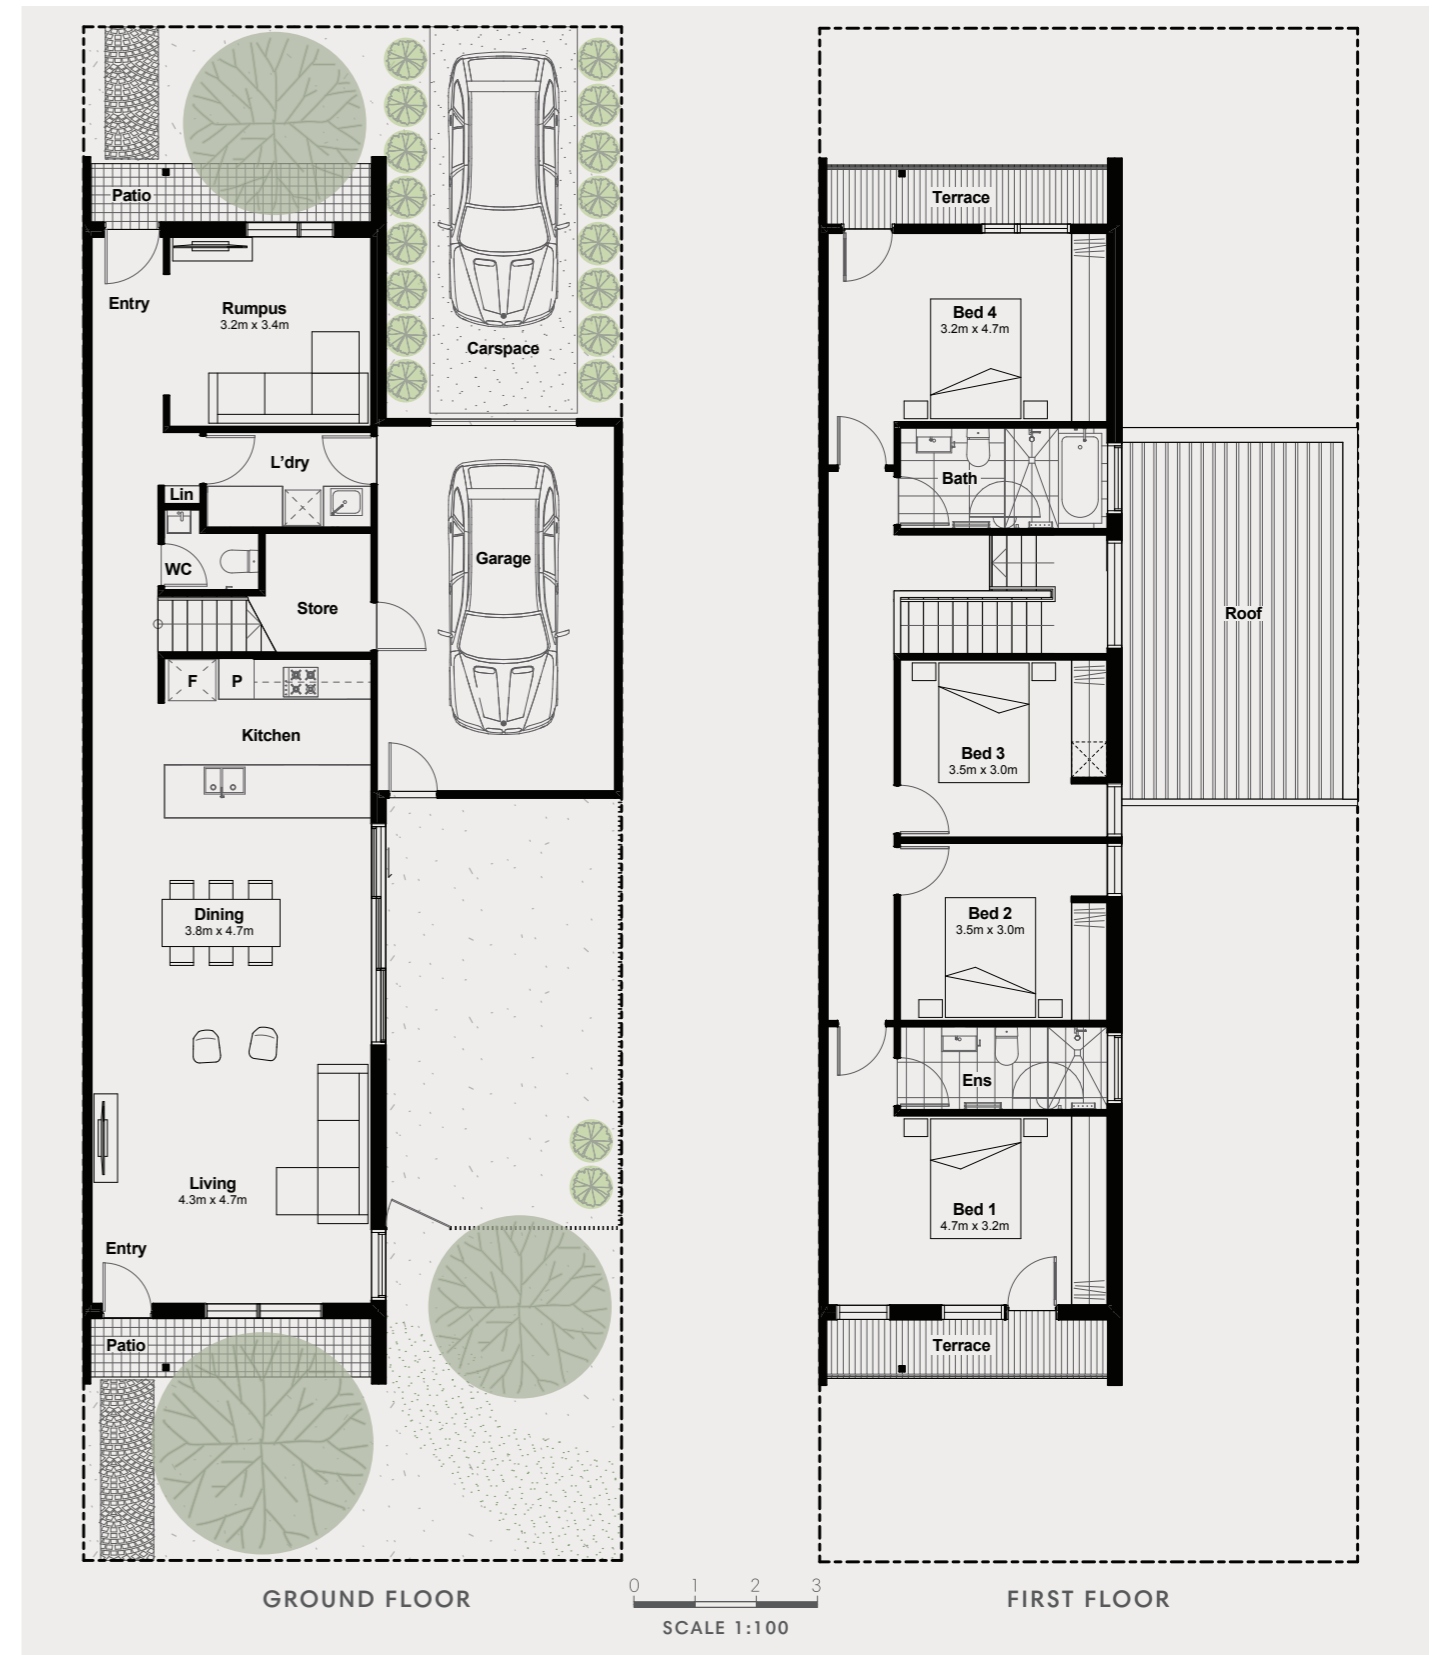 Patio
Entry
Rumpus
3.2m x 3.4m
Carspace
L'dry
Lin
WC
Store
Garage
F
P
Kitchen
Dining
3.8m x 4.7m
Living
4.3m x 4.7m
Entry
Patio
GROUND FLOOR
Terrace
Bed 4
3.2m x 4.7m
Bath
Roof
Bed 3
3.5m x 3.0m
Bed 2
3.5m x 3.0m
Ens
Bed 1
4.7m x 3.2m
Terrace
FIRST FLOOR
0 1 2 3
SCALE 1:100